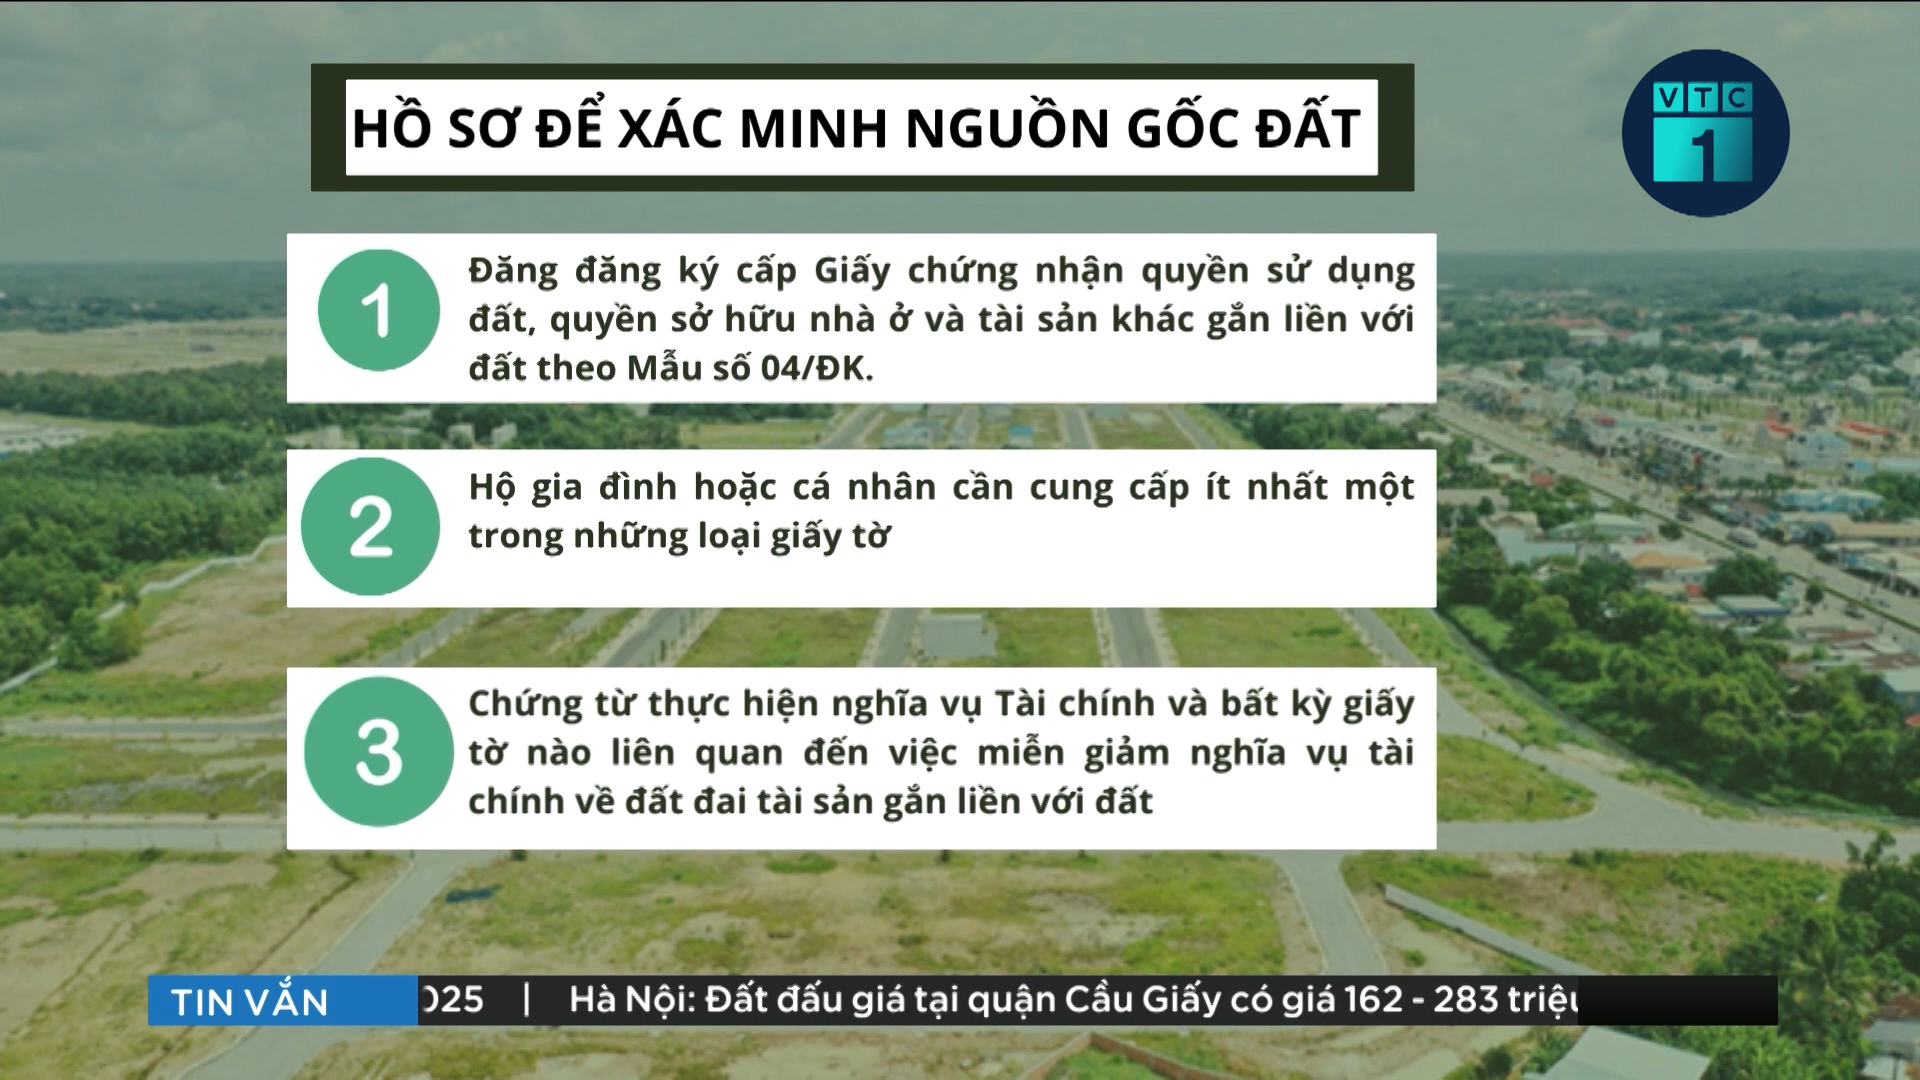 HỒ SƠ ĐỂ XÁC MINH NGUỒN GỐC ĐẤT
VTC
1
1
Đăng đăng ký cấp Giấy chứng nhận quyền sử dụng
đất, quyền sở hữu nhà ở và tài sản khác gắn liền với
đất theo Mẫu số 04/ĐK.
2
Hộ gia đình hoặc cá nhân cần cung cấp ít nhất một
trong những loại giấy tờ
3
Chứng từ thực hiện nghĩa vụ Tài chính và bất kỳ giấy
tờ nào liên quan đến việc miễn giảm nghĩa vụ tài
chính về đất đai tài sản gắn liền với đất
TIN VẮN
025 | Hà Nội: Đất đấu giá tại quận Cầu Giấy có giá 162 - 283 triệu